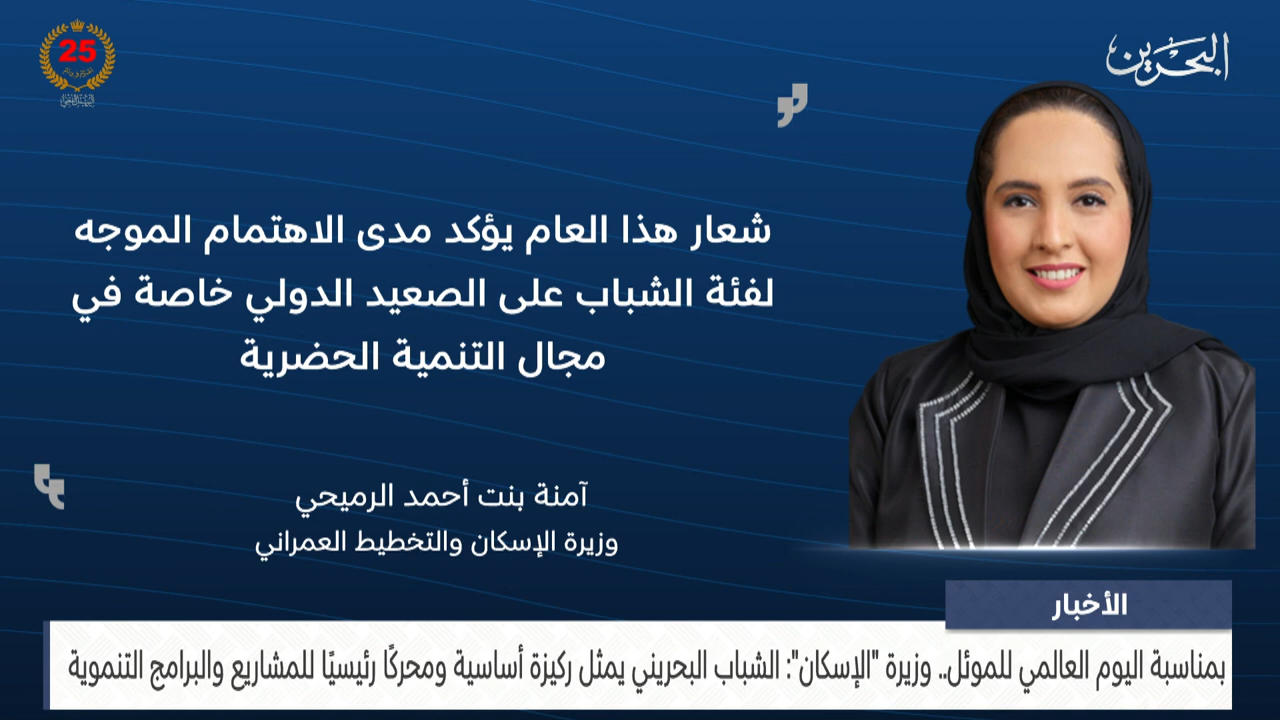 البحرين
25
شعار هذا العام يؤكد مدى الاهتمام الموجه
لفئة الشباب على الصعيد الدولي خاصة في
مجال التنمية الحضرية
آمنة بنت أحمد الرميحي
وزيرة الإسكان والتخطيط العمراني
الأخبار
بمناسبة اليوم العالمي للموئل.. وزيرة "الإسكان": الشباب البحريني يمثل ركيزة أساسية ومحركًا رئيسيًا للمشاريع والبرامج التنموية